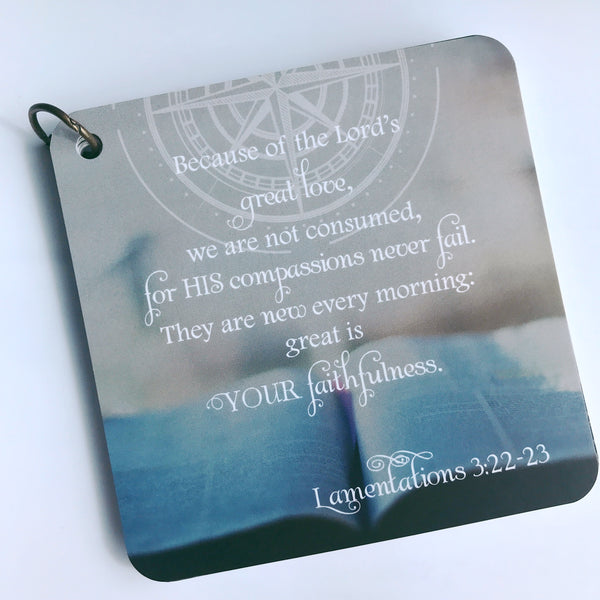 Because of the Lord's
great love,
we are not consumed,
for HIS compassions never fail.
They are new every morning:
great is
YOUR faithfulness.
Lamentations 3:22-23